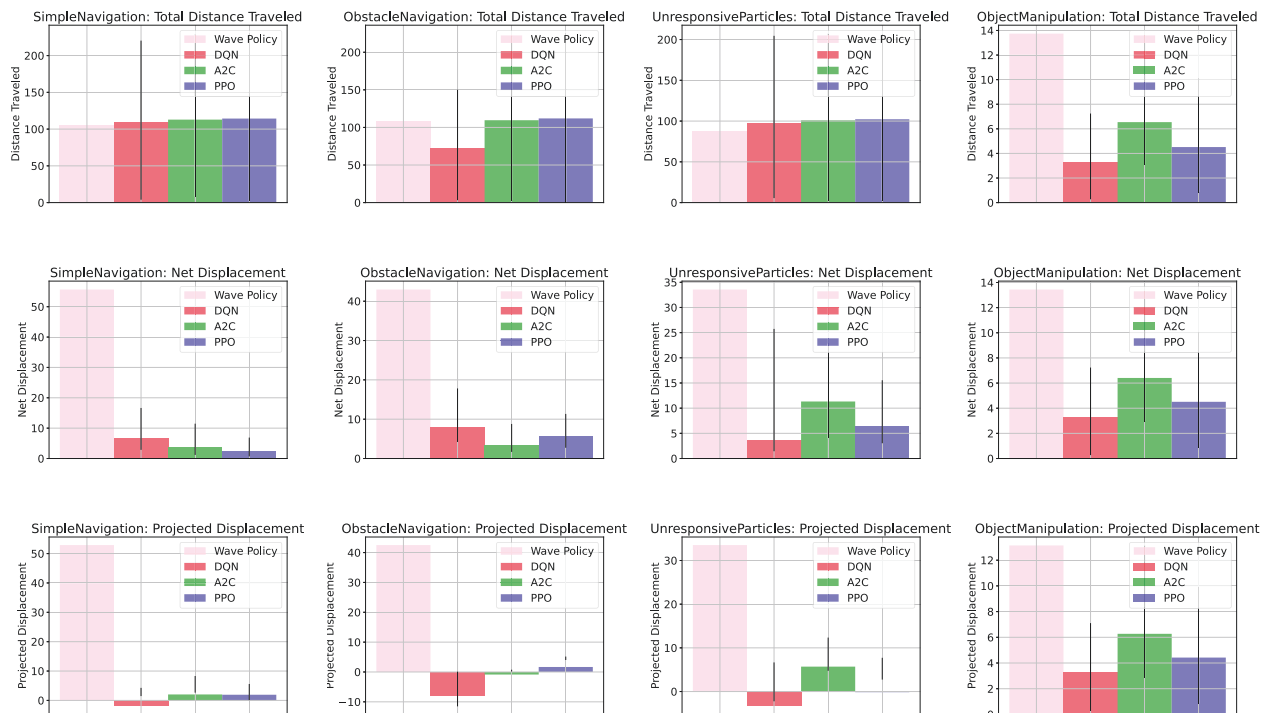 SimpleNavigation: Total Distance Traveled
Distance Traveled
200
150
100
50
0
Wave Policy
DQN
A2C
PPO
ObstacleNavigation: Total Distance Traveled
Distance Traveled
200
150
100
50
0
Wave Policy
DQN
A2C
PPO
UnresponsiveParticles: Total Distance Traveled
Distance Traveled
200
150
100
50
0
Wave Policy
DQN
A2C
PPO
ObjectManipulation: Total Distance Traveled
Distance Traveled
14
12
10
8
6
4
2
0
Wave Policy
DQN
A2C
PPO
SimpleNavigation: Net Displacement
Net Displacement
50
40
30
20
10
0
Wave Policy
DQN
A2C
PPO
ObstacleNavigation: Net Displacement
Net Displacement
40
30
20
10
0
Wave Policy
DQN
A2C
PPO
UnresponsiveParticles: Net Displacement
Net Displacement
35
30
25
20
15
10
5
0
Wave Policy
DQN
A2C
PPO
ObjectManipulation: Net Displacement
Net Displacement
14
12
10
8
6
4
2
0
Wave Policy
DQN
A2C
PPO
SimpleNavigation: Projected Displacement
Projected Displacement
50
40
30
20
10
0
Wave Policy
DQN
A2C
PPO
ObstacleNavigation: Projected Displacement
Projected Displacement
40
30
20
10
0
−10
Wave Policy
DQN
A2C
PPO
UnresponsiveParticles: Projected Displacement
Projected Displacement
30
20
10
0
Wave Policy
DQN
A2C
PPO
ObjectManipulation: Projected Displacement
Projected Displacement
12
10
8
6
4
2
0
Wave Policy
DQN
A2C
PPO